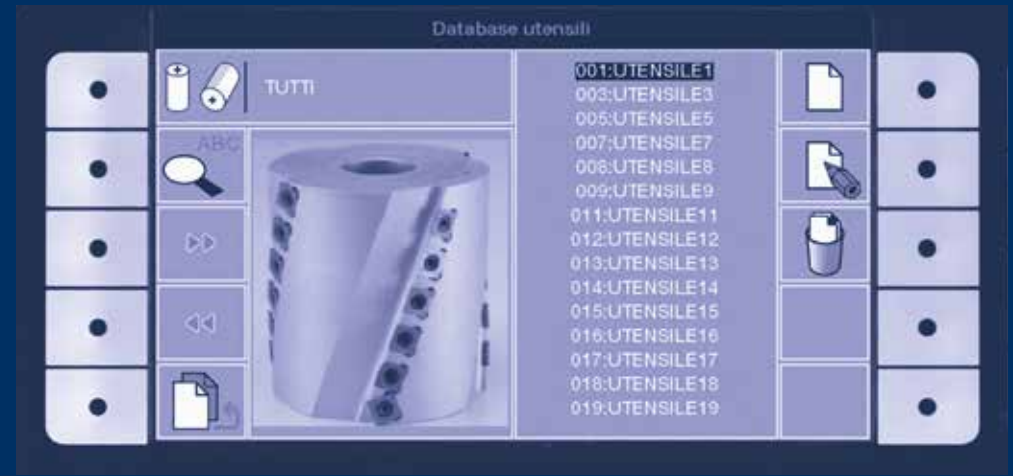 Database utensili
TUTTI
ABC
001:UTENSILE1
003:UTENSILE3
005:UTENSILE5
007:UTENSILE7
008:UTENSILE8
009:UTENSILE9
011:UTENSILE11
012:UTENSILE12
013:UTENSILE13
014:UTENSILE14
015:UTENSILE15
016:UTENSILE16
017:UTENSILE17
018:UTENSILE18
019:UTENSILE19